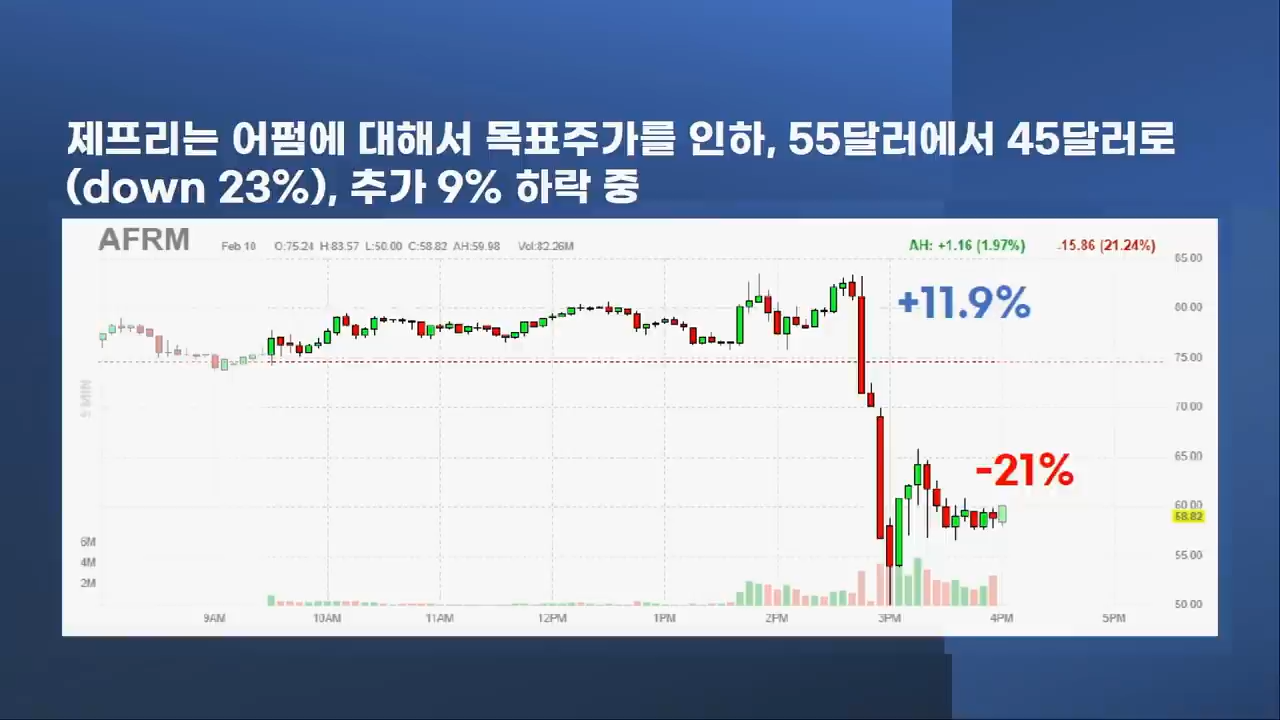 제프리는 어펌에 대해서 목표주가를 인하, 55달러에서 45달러로
(down 23%), 추가 9% 하락 중
AFRM Feb 10 O:75.24 H:83.57 L:50.00 C:58.82 AH:59.98 Vol:82.26M AH: +1.16 (1.97%) -15.86 (21.24%)
85.00
+11.9%
80.00
75.00
5 MIN
70.00
65.00
-21%
60.00
58.82
55.00
6M
4M
2M
50.00
9AM 10AM 11AM 12PM 1PM 2PM 3PM 4PM 5PM